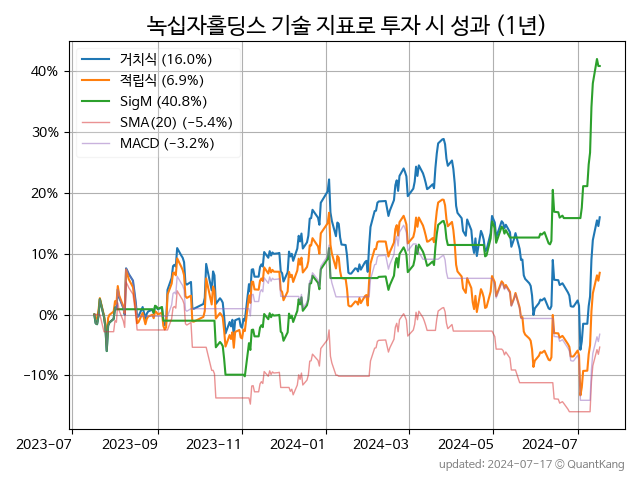 녹십자홀딩스 기술 지표로 투자 시 성과 (1년)
거치식 (16.0%)
적립식 (6.9%)
SigM (40.8%)
SMA(20) (−5.4%)
MACD (−3.2%)
40%
30%
20%
10%
0%
−10%
2023-07 2023-09 2023-11 2024-01 2024-03 2024-05 2024-07
updated: 2024-07-17 ⓒ QuantKang